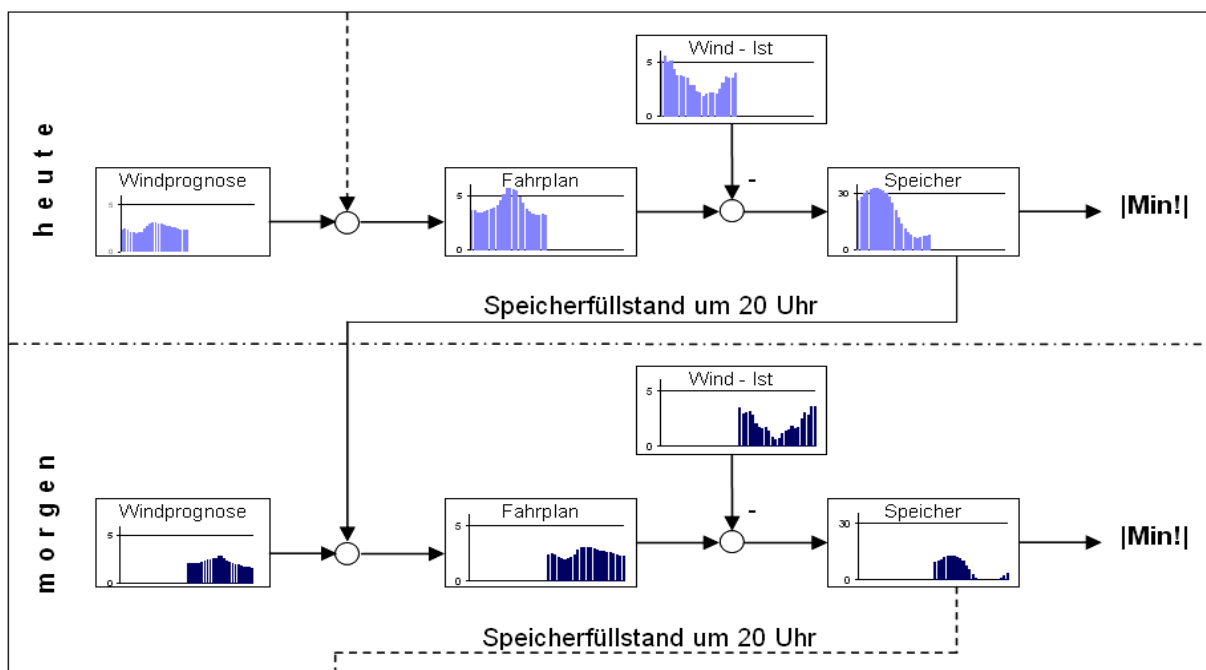 heute
Wind - Ist
5
0
Windprognose
5
0
Fahrplan
5
0
-
Speicher
30
0
|Min!|
Speicherfüllstand um 20 Uhr
morgen
Wind - Ist
5
0
Windprognose
5
0
Fahrplan
5
0
-
Speicher
30
0
|Min!|
Speicherfüllstand um 20 Uhr